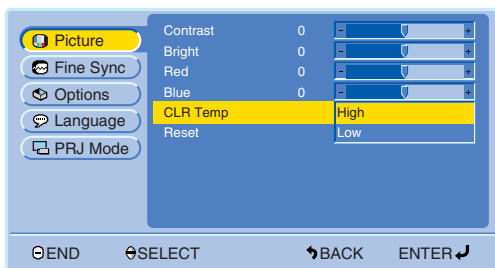 Picture
Fine Sync
Options
Language
PRJ Mode
Contrast 0 - +
Bright 0 - +
Red 0 - +
Blue 0 - +
CLR Temp High
Reset Low
END SELECT BACK ENTER